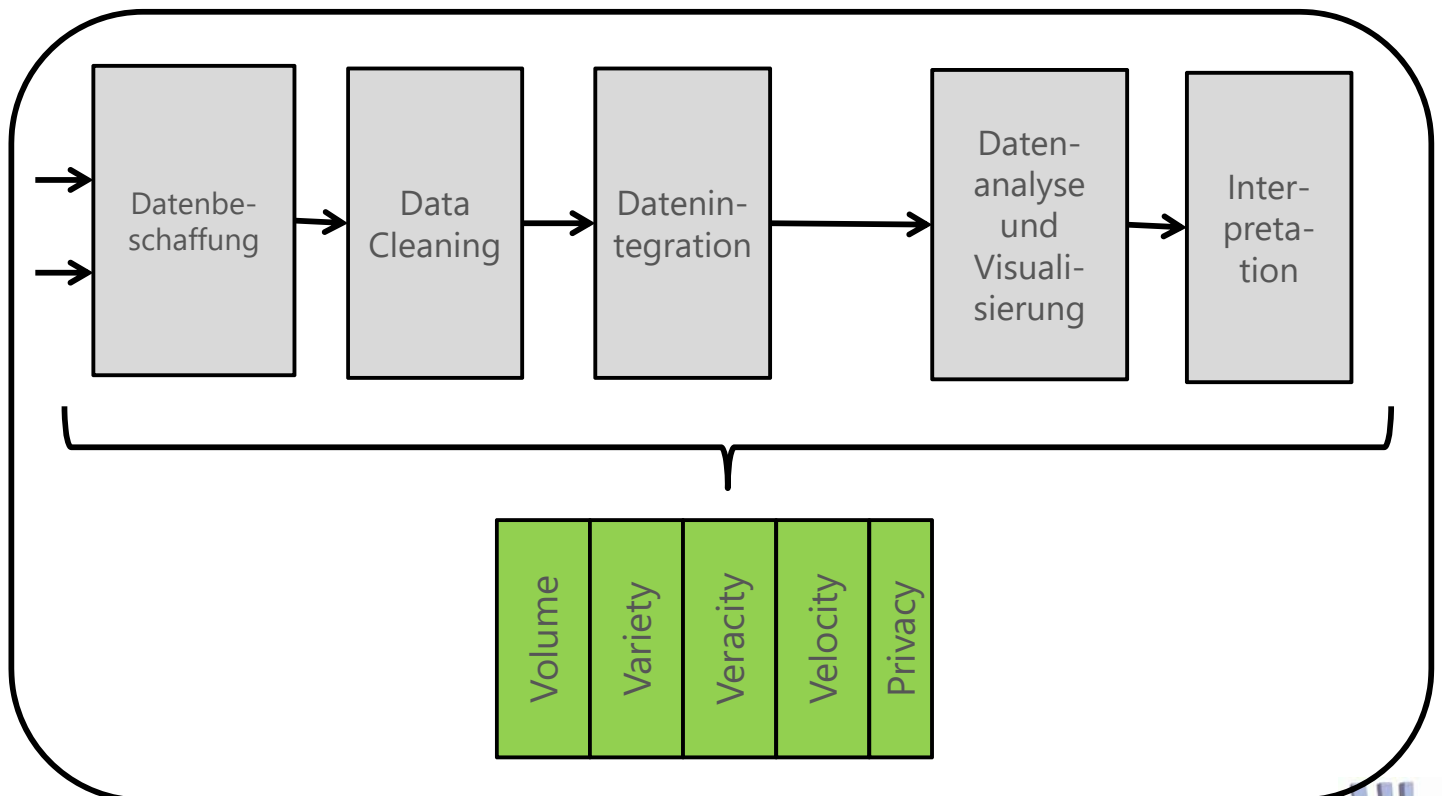 Datenbe-
schaffung
Data
Cleaning
Datenin-
tegration
Daten-
analyse
und
Visuali-
sierung
Inter-
preta-
tion
Volume
Variety
Veracity
Velocity
Privacy